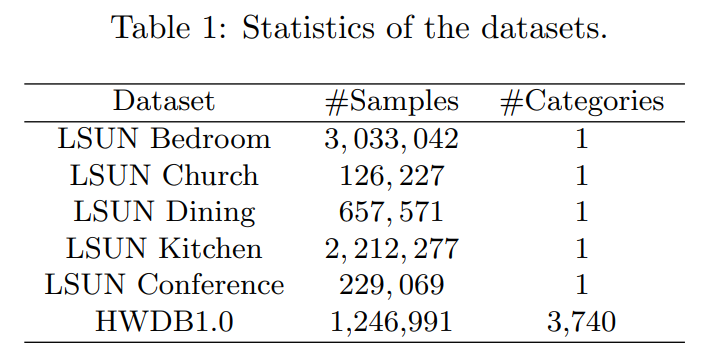 Table 1: Statistics of the datasets.
Dataset #Samples #Categories
LSUN Bedroom 3, 033, 042 1
LSUN Church 126, 227 1
LSUN Dining 657, 571 1
LSUN Kitchen 2, 212, 277 1
LSUN Conference 229, 069 1
HWDB1.0 1,246,991 3,740